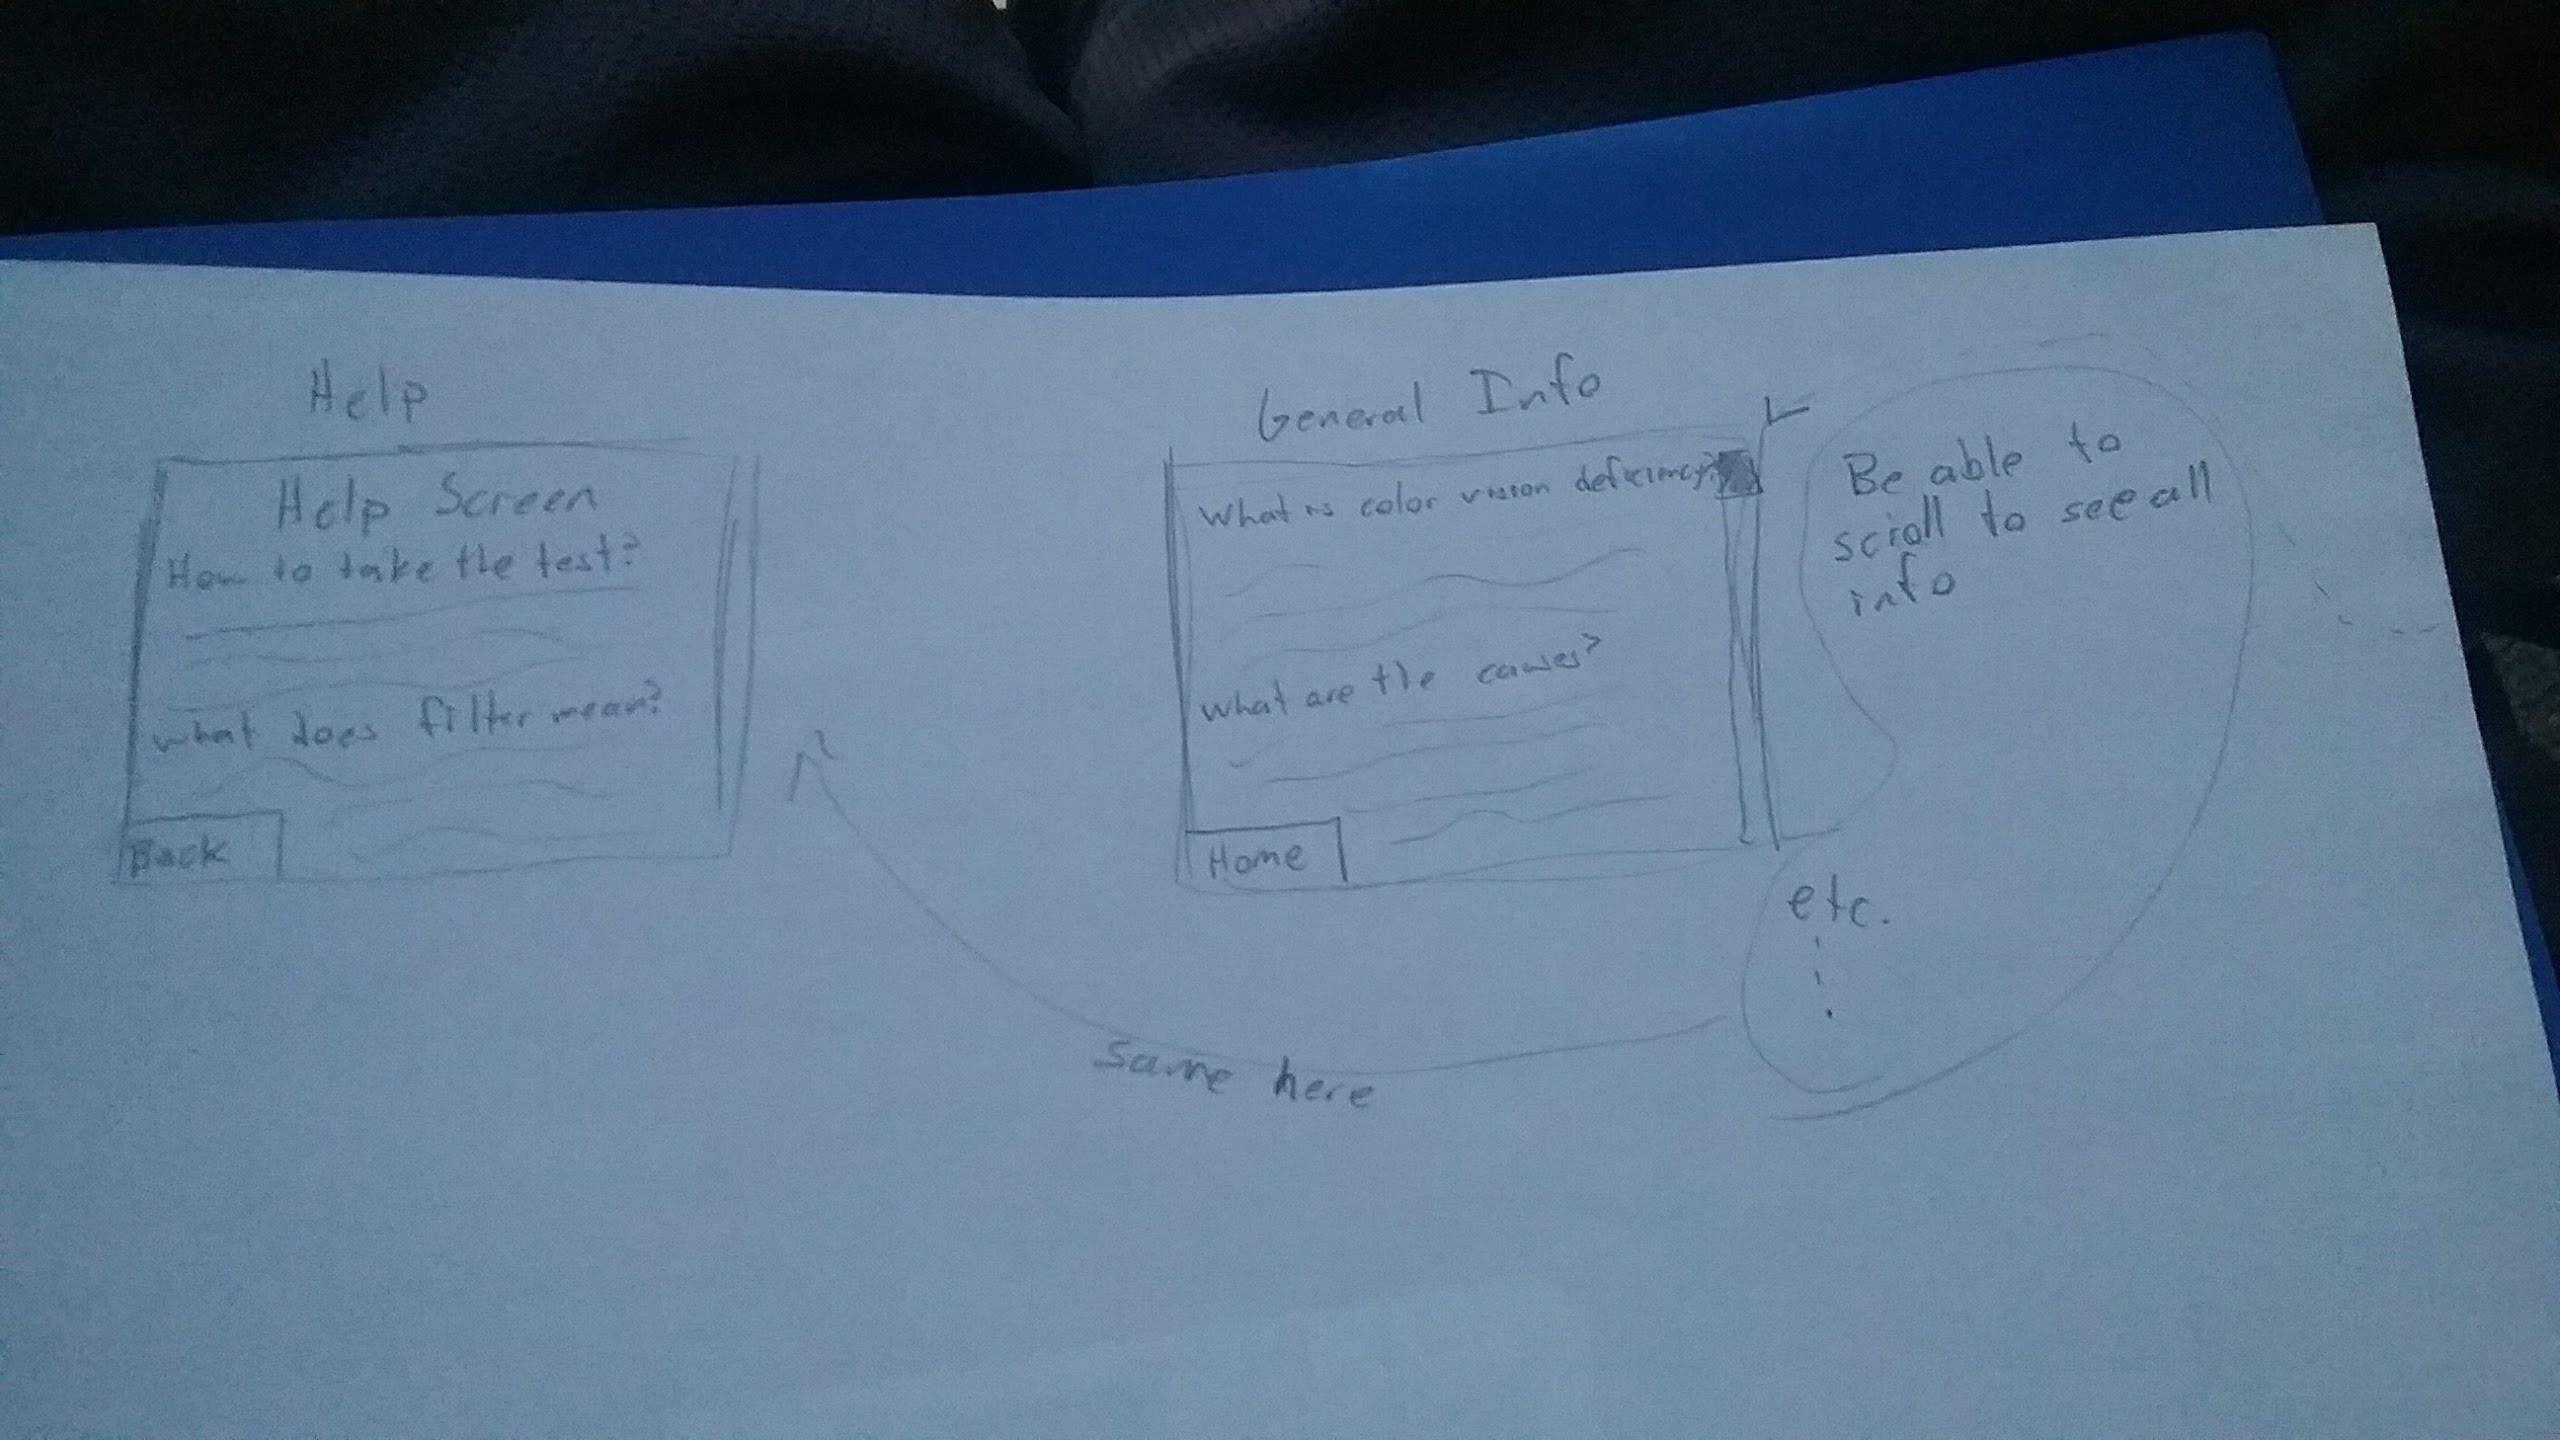 Help
Help Screen
How to take the test?
What does filter mean?
Back
General Info
What is color vision deficiency?
What are the causes?
Home
Be able to
scroll to see all
info
etc.
Same here